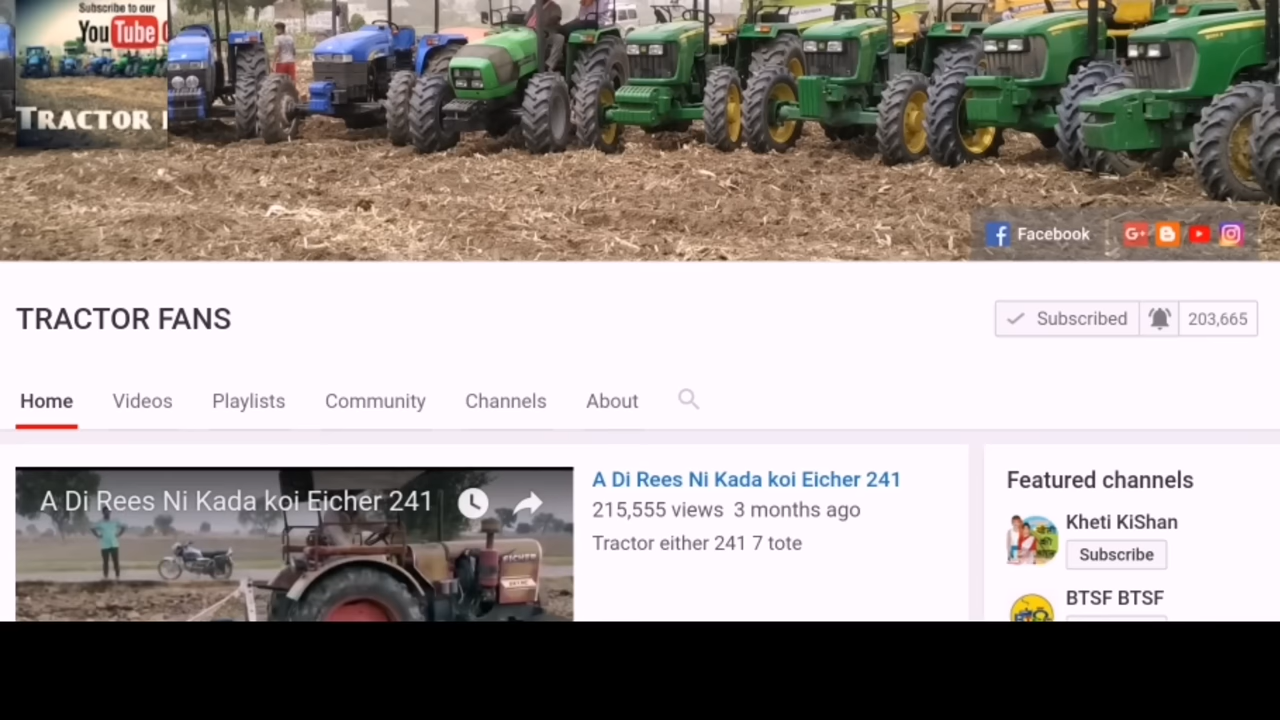 Subscribe to our
YouTube
TRACTOR
Facebook
TRACTOR FANS
Subscribed
203,665
Home
Videos
Playlists
Community
Channels
About
A Di Rees Ni Kada koi Eicher 241
EICHER
A Di Rees Ni Kada koi Eicher 241
215,555 views 3 months ago
Tractor either 241 7 tote
Featured channels
Kheti KiShan
Subscribe
BTSF BTSF